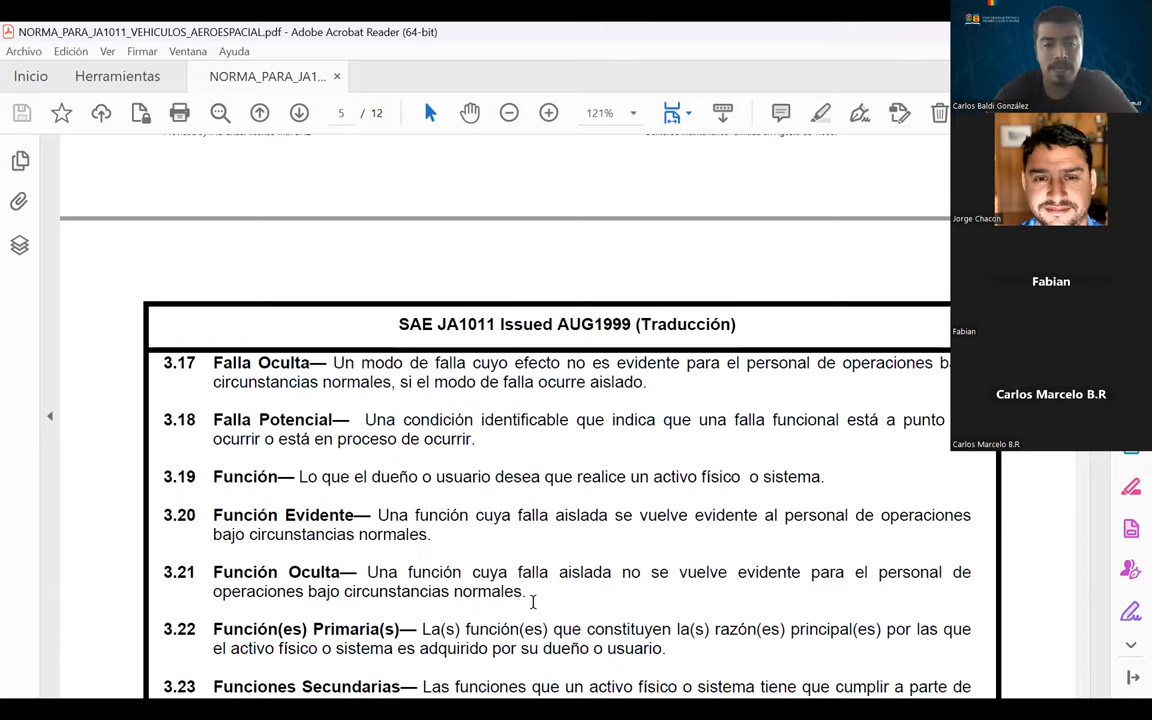 NORMA_PARA_JA1011_VEHICULOS_AEROESPACIAL.pdf - Adobe Acrobat Reader (64-bit)
Archivo Edición Ver Firmar Ventana Ayuda
Inicio Herramientas NORMA_PARA_JA1... ×
5 / 12 121%
SAE JA1011 Issued AUG1999 (Traducción)
3.17 Falla Oculta— Un modo de falla cuyo efecto no es evidente para el personal de operaciones
circunstancias normales, si el modo de falla ocurre aislado.
3.18 Falla Potencial— Una condición identificable que indica que una falla funcional está a punto
ocurrir o está en proceso de ocurrir.
3.19 Función— Lo que el dueño o usuario desea que realice un activo físico o sistema.
3.20 Función Evidente— Una función cuya falla aislada se vuelve evidente al personal de operaciones
bajo circunstancias normales.
3.21 Función Oculta— Una función cuya falla aislada no se vuelve evidente para el personal de
operaciones bajo circunstancias normales.
3.22 Función(es) Primaria(s)— La(s) función(es) que constituyen la(s) razón(es) principal(es) por las que
el activo físico o sistema es adquirido por su dueño o usuario.
3.23 Funciones Secundarias— Las funciones que un activo físico o sistema tiene que cumplir a parte de
Carlos Baldi González
Jorge Chacon
Fabian
Fabian
Carlos Marcelo B.R
Carlos Marcelo B.R